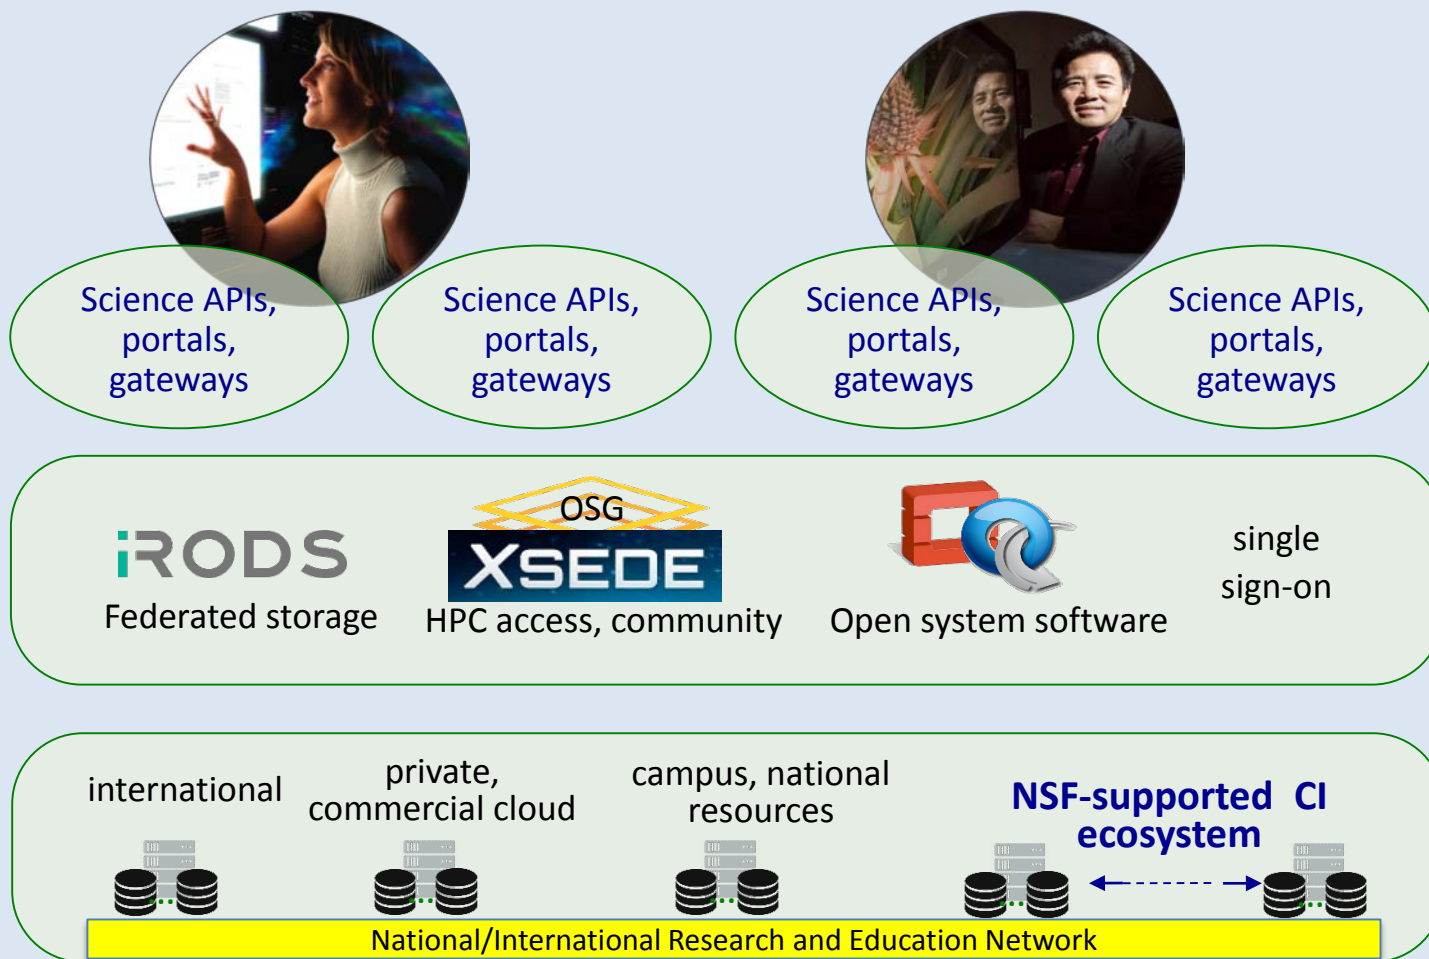 Science APIs,
portals,
gateways
Science APIs,
portals,
gateways
Science APIs,
portals,
gateways
Science APIs,
portals,
gateways
iRODS
Federated storage
OSG
XSEDE
HPC access, community
Open system software
single
sign-on
international
private,
commercial cloud
campus, national
resources
NSF-supported CI
ecosystem
National/International Research and Education Network